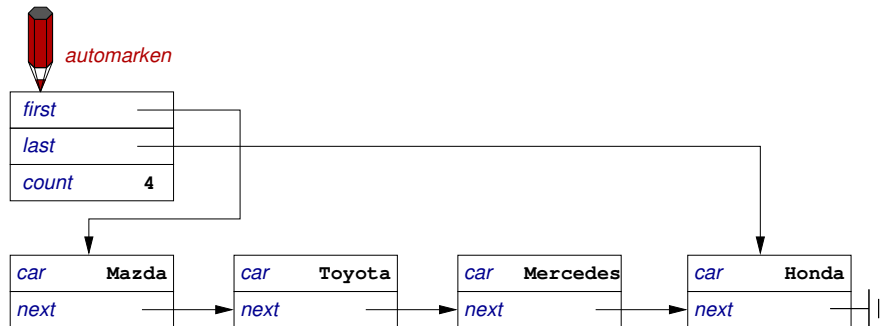 automarken
first
last
count 4
car Mazda
next
car Toyota
next
car Mercedes
next
car Honda
next